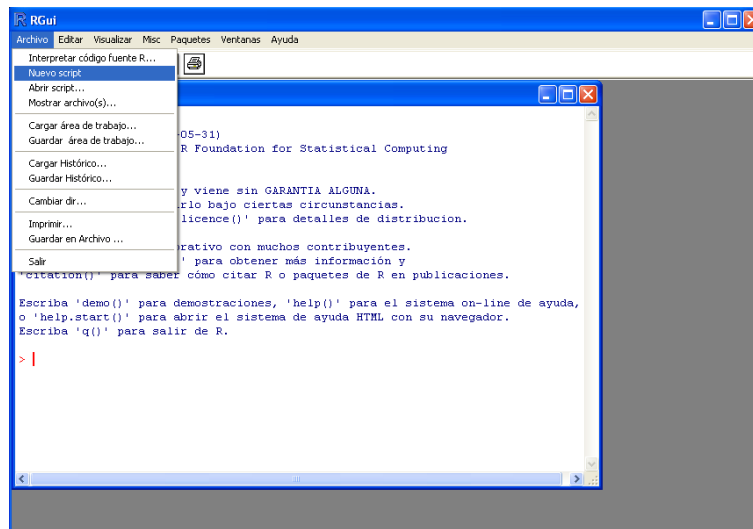 RGui
Archivo Editar Visualizar Misc Paquetes Ventanas Ayuda
Interpretar código fuente R...
Nuevo script
Abrir script...
Mostrar archivo(s)...
Cargar área de trabajo...
Guardar área de trabajo...
Cargar Histórico...
Guardar Histórico...
Cambiar dir...
Imprimir...
Guardar en Archivo ...
Salir
05-31)
R Foundation for Statistical Computing
y viene sin GARANTIA ALGUNA.
rlo bajo ciertas circunstancias.
licence()' para detalles de distribucion.
orativo con muchos contribuyentes.
' para obtener más información y
'citation()' para saber cómo citar R o paquetes de R en publicaciones.
Escriba 'demo()' para demostraciones, 'help()' para el sistema on-line de ayuda,
o 'help.start()' para abrir el sistema de ayuda HTML con su navegador.
Escriba 'q()' para salir de R.
>